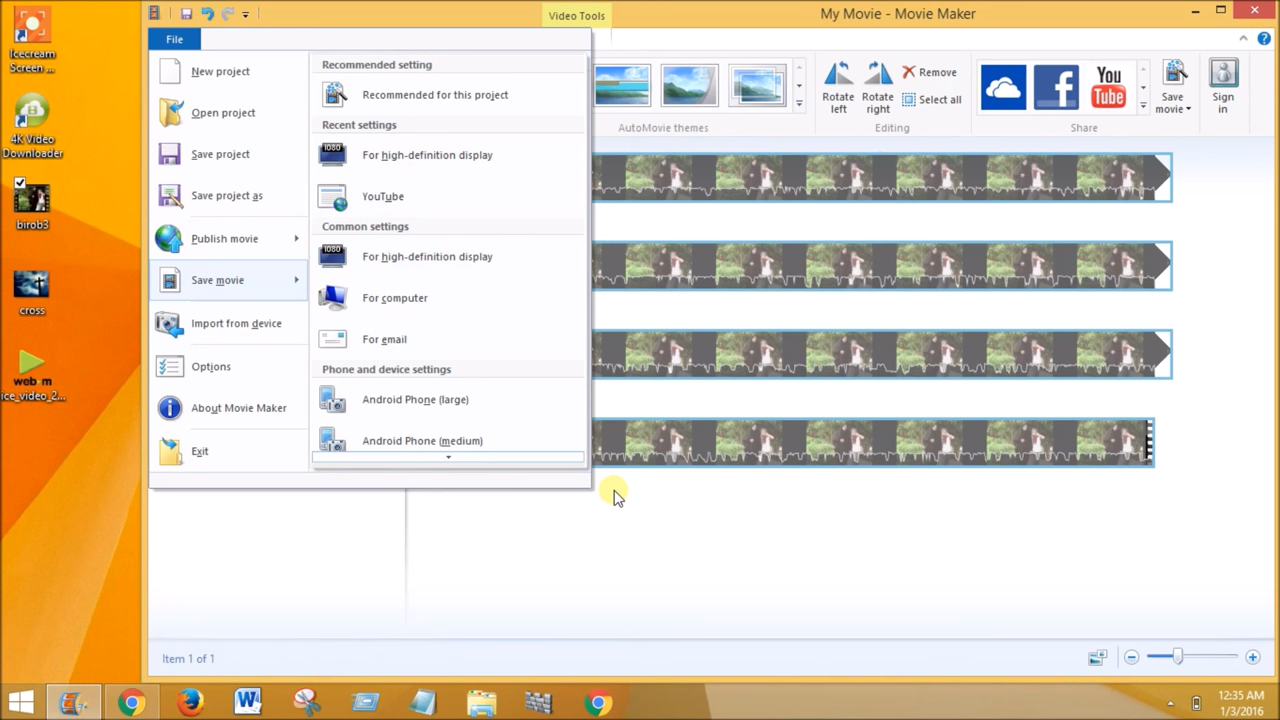 Video Tools
My Movie - Movie Maker
File
New project
Open project
Save project
Save project as
Publish movie
Save movie
Import from device
Options
About Movie Maker
Exit
Recommended setting
Recommended for this project
Recent settings
1080
For high-definition display
YouTube
Common settings
1080
For high-definition display
For computer
For email
Phone and device settings
Android Phone (large)
Android Phone (medium)
AutoMovie themes
Rotate left
Rotate right
Remove
Select all
Editing
You
Tube
Share
Save movie
Sign in
Icecream
Screen ...
4K Video
Downloader
birob3
cross
webm
ice_video_2...
Item 1 of 1
12:35 AM
1/3/2016